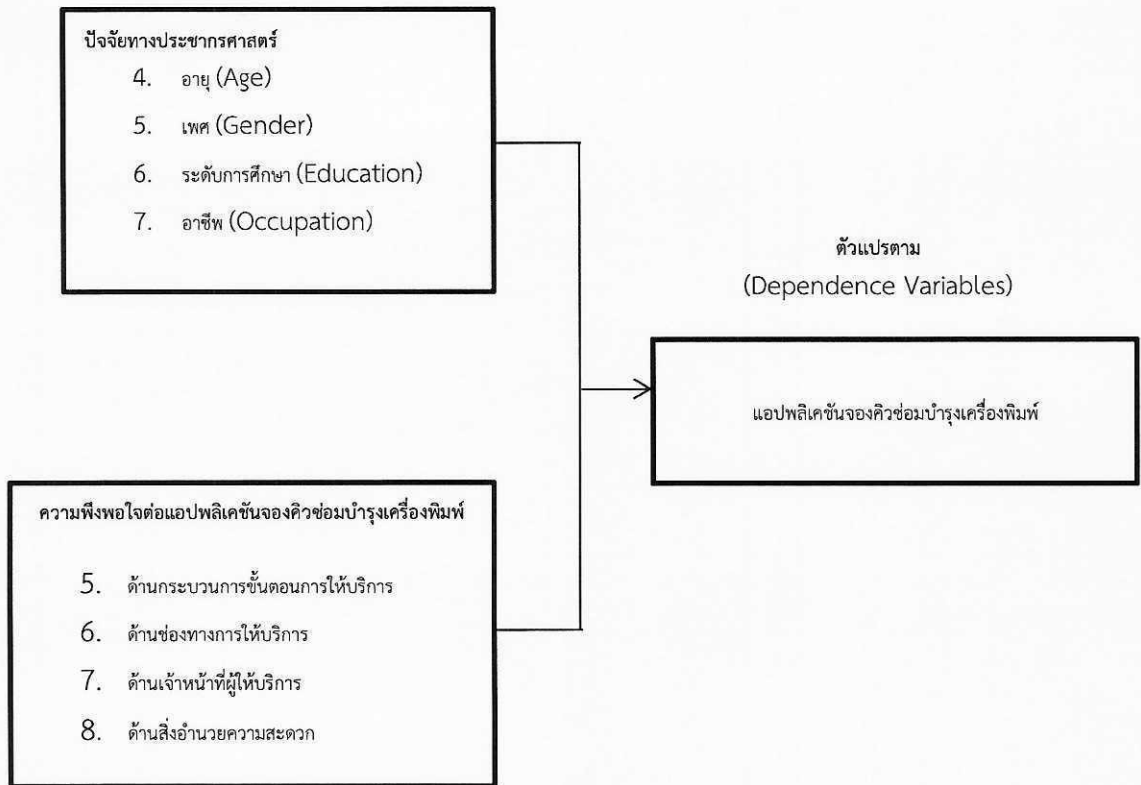 ปัจจัยทางประชากรศาสตร์
4. อายุ (Age)
5. เพศ (Gender)
6. ระดับการศึกษา (Education)
7. อาชีพ (Occupation)
ตัวแปรตาม
(Dependence Variables)
แอปพลิเคชันจองคิวซ่อมบำรุงเครื่องพิมพ์
ความพึงพอใจต่อแอปพลิเคชันจองคิวซ่อมบำรุงเครื่องพิมพ์
5. ด้านกระบวนการขั้นตอนการให้บริการ
6. ด้านช่องทางการให้บริการ
7. ด้านเจ้าหน้าที่ผู้ให้บริการ
8. ด้านสิ่งอำนวยความสะดวก